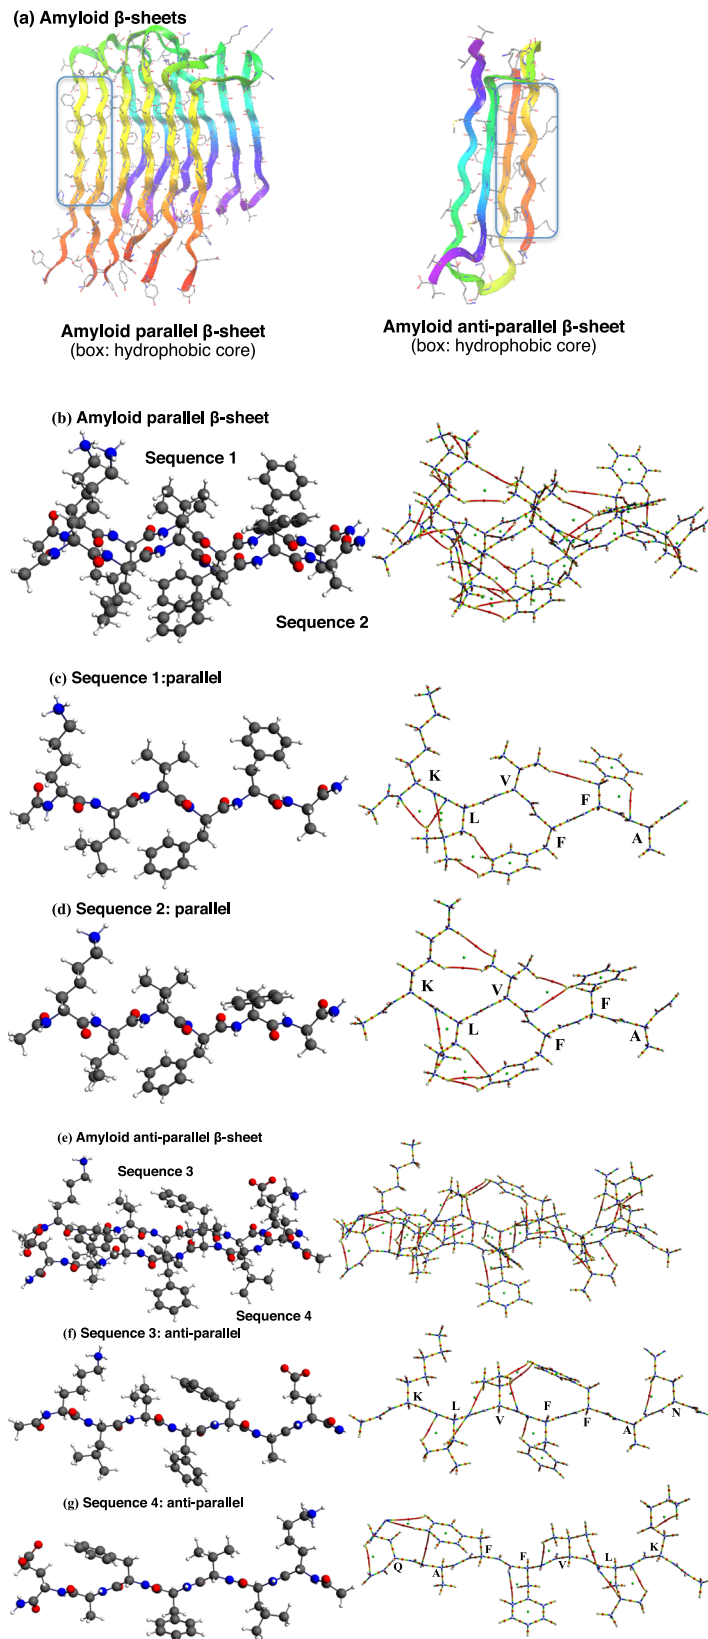 (a) Amyloid β-sheets
Amyloid parallel β-sheet
(box: hydrophobic core)
Amyloid anti-parallel β-sheet
(box: hydrophobic core)
(b) Amyloid parallel β-sheet
Sequence 1
Sequence 2
(c) Sequence 1:parallel
K
V
F
L
F
A
(d) Sequence 2: parallel
K
V
F
L
F
A
(e) Amyloid anti-parallel β-sheet
Sequence 3
Sequence 4
(f) Sequence 3: anti-parallel
K L V F F A N
(g) Sequence 4: anti-parallel
Q A F F V L K